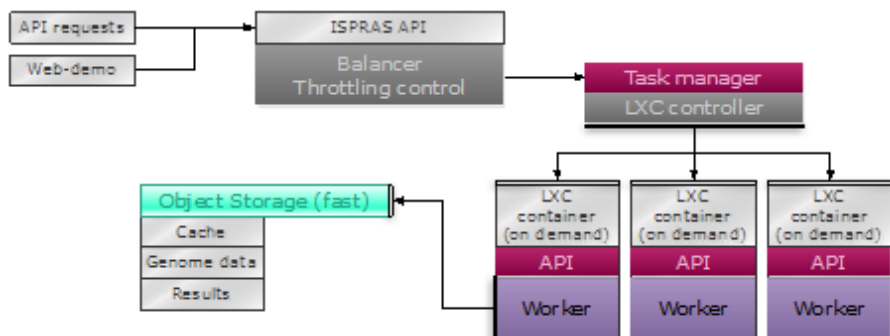 API requests
Web-demo
ISPRAS API
Balancer
Throttling control
Task manager
LXC controller
Object Storage (fast)
Cache
Genome data
Results
LXC
container
(on demand)
API
Worker
LXC
container
(on demand)
API
Worker
LXC
container
(on demand)
API
Worker